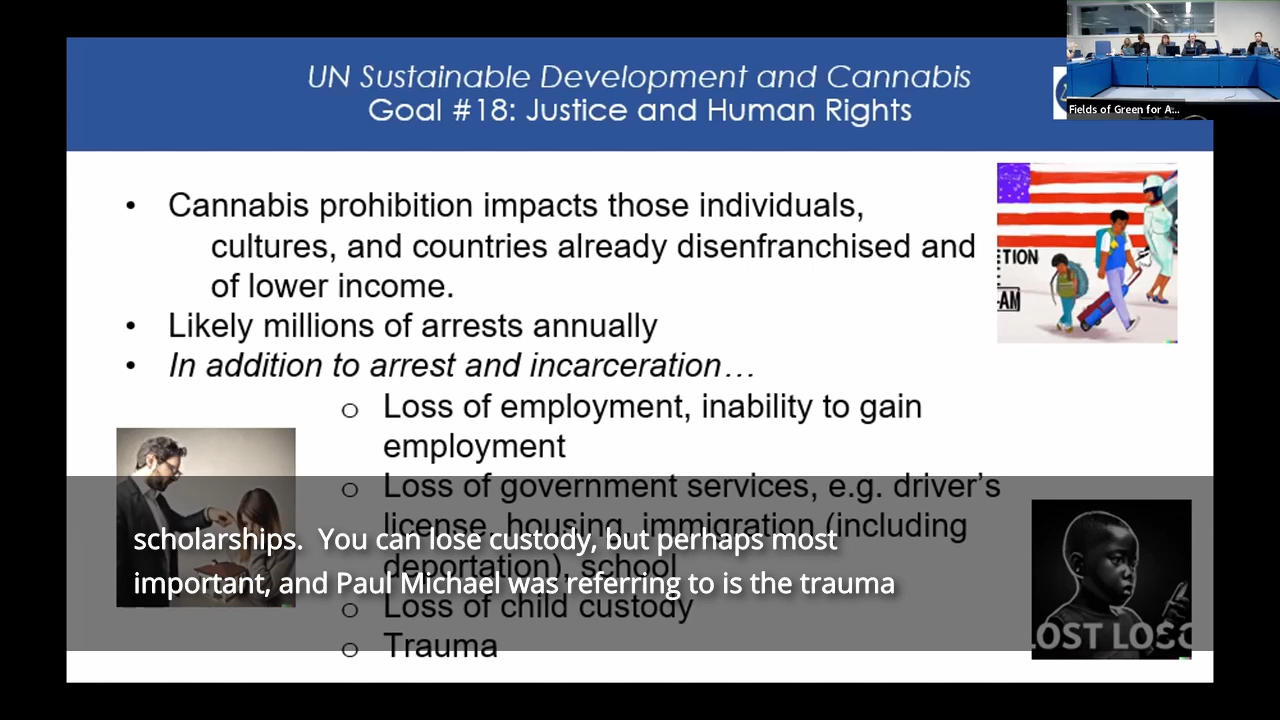 UN Sustainable Development and Cannabis
Goal #18: Justice and Human Rights
Fields of Green for A...
• Cannabis prohibition impacts those individuals,
cultures, and countries already disenfranchised and
of lower income.
TION
AM
• Likely millions of arrests annually
• In addition to arrest and incarceration…
o Loss of employment, inability to gain
employment
o Loss of government services, e.g. driver's
license, housing, immigration (including
deportation), school
o Loss of child custody
o Trauma
scholarships. You can lose custody, but perhaps most
important, and Paul Michael was referring to is the trauma
OST LOSC